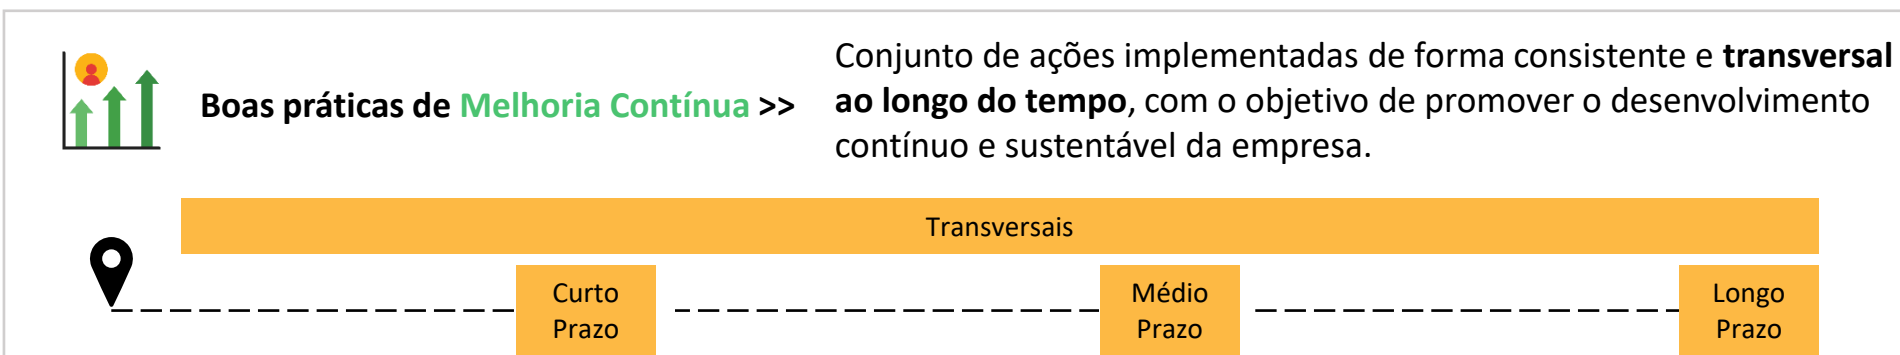 Conjunto de ações implementadas de forma consistente e transversal
Boas práticas de Melhoria Contínua >>
ao longo do tempo, com o objetivo de promover o desenvolvimento
contínuo e sustentável da empresa.
Transversais
Curto
Prazo
Médio
Prazo
Longo
Prazo